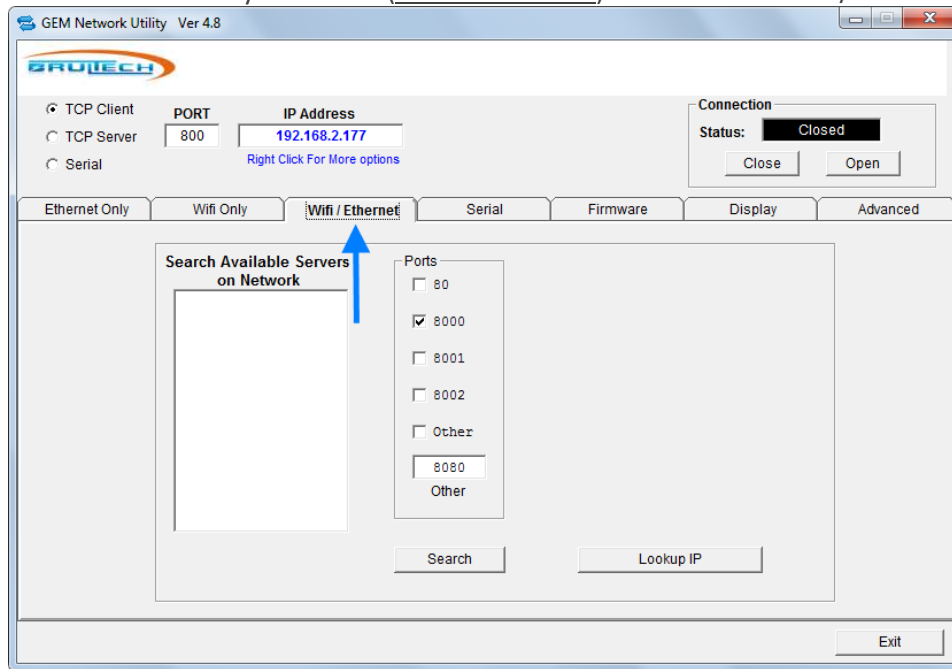 GEM Network Utility Ver 4.8
BRULTECH
TCP Client
TCP Server
Serial
PORT
800
IP Address
192.168.2.177
Right Click For More options
Connection
Status: Closed
Close Open
Ethernet Only Wifi Only Wifi / Ethernet Serial Firmware Display Advanced
Search Available Servers
on Network
Ports
80
8000
8001
8002
Other
8080
Other
Search Lookup IP
Exit